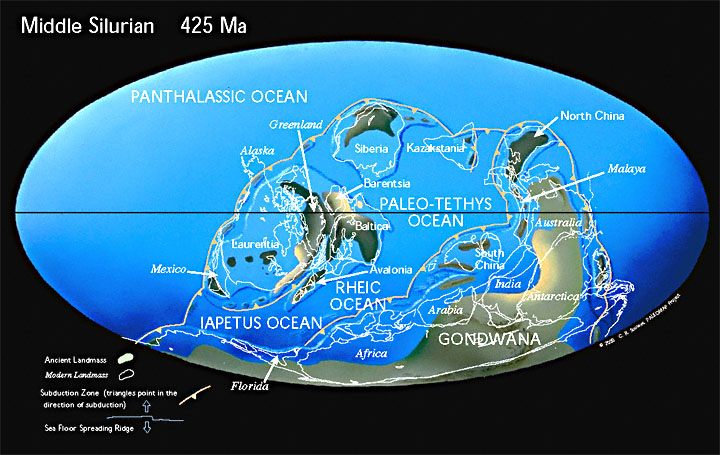 Middle Silurian 425 Ma
PANTHALASSIC OCEAN
Greenland
North China
Alaska
Siberia
Kazakstania
Malaya
Barentsia
PALEO-TETHYS
OCEAN
Australia
Laurentia
Baltica
South
China
Mexico
Avalonia
RHEIC
OCEAN
India
Antarctica
Arabia
IAPETUS OCEAN
GONDWANA
Africa
Florida
PALEOMAP Project
Ancient Landmass
Modern Landmass
Subduction Zone (triangles point in the
direction of subduction)
Sea Floor Spreading Ridge